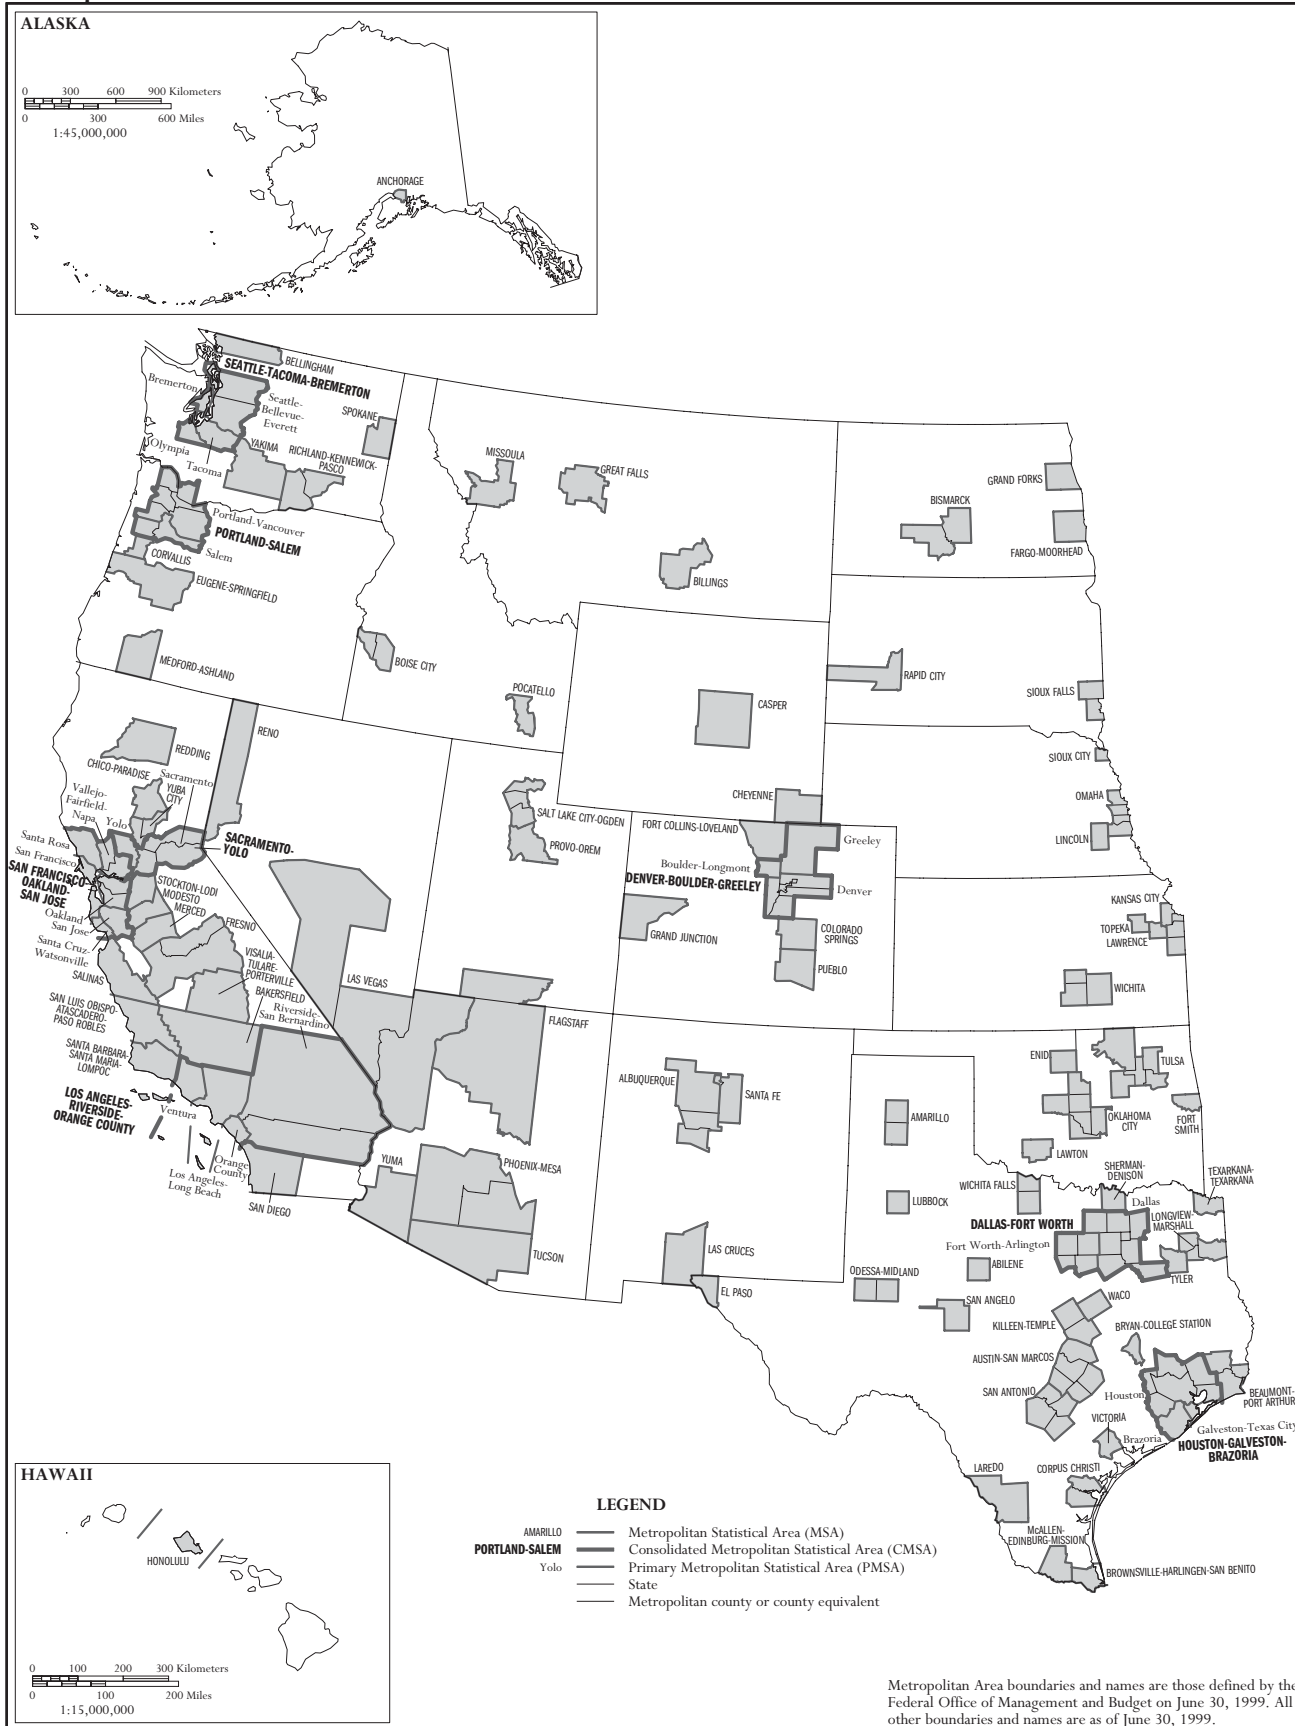 ALASKA
0 300 600 900 Kilometers
0 300 600 Miles
1:45,000,000
ANCHORAGE
BELLINGHAM
SEATTLE-TACOMA-BREMERTON
Bremerton
Seattle-
Bellevue-
Everett
SPOKANE
Olympia
Tacoma
YAKIMA
RICHLAND-KENNEWICK-
PASCO
Portland-Vancouver
PORTLAND-SALEM
Salem
CORVALLIS
EUGENE-SPRINGFIELD
MEDFORD-ASHLAND
MISSOULA
GREAT FALLS
BILLINGS
BOISE CITY
POCATELLO
GRAND FORKS
BISMARCK
FARGO-MOORHEAD
RAPID CITY
SIOUX FALLS
CASPER
CHEYENNE
SIOUX CITY
OMAHA
LINCOLN
RENO
REDDING
CHICO-PARADISE
Sacramento
YUBA
CITY
Vallejo-
Fairfield-
Napa
Yolo
Santa Rosa
San Francisco
SAN FRANCISCO-
OAKLAND-
SAN JOSE
Oakland
San Jose
Santa Cruz-
Watsonville
SALINAS
SACRAMENTO-
YOLO
STOCKTON-LODI
MODESTO
MERCED
FRESNO
VISALIA-
TULARE-
PORTERVILLE
BAKERSFIELD
Riverside-
San Bernardino
SAN LUIS OBISPO-
ATASCADERO-
PASO ROBLES
SANTA BARBARA-
SANTA MARIA-
LOMPOC
LOS ANGELES-
RIVERSIDE-
ORANGE COUNTY
Ventura
Orange
County
Los Angeles-
Long Beach
SAN DIEGO
LAS VEGAS
SALT LAKE CITY-OGDEN
PROVO-OREM
FLAGSTAFF
YUMA
PHOENIX-MESA
TUCSON
FORT COLLINS-LOVELAND
Greeley
Boulder-Longmont
DENVER-BOULDER-GREELEY
Denver
GRAND JUNCTION
COLORADO
SPRINGS
PUEBLO
KANSAS CITY
TOPEKA
LAWRENCE
WICHITA
ALBUQUERQUE
SANTA FE
LAS CRUCES
EL PASO
ENID
TULSA
OKLAHOMA
CITY
FORT
SMITH
LAWTON
AMARILLO
LUBBOCK
WICHITA FALLS
SHERMAN-
DENISON
TEXARKANA-
TEXARKANA
Dallas
DALLAS-FORT WORTH
LONGVIEW-
MARSHALL
Fort Worth-Arlington
ABILENE
TYLER
ODESSA-MIDLAND
SAN ANGELO
WACO
KILLEEN-TEMPLE
BRYAN-COLLEGE STATION
AUSTIN-SAN MARCOS
SAN ANTONIO
Houston
BEAUMONT-
PORT ARTHUR
VICTORIA
Brazoria
Galveston-Texas City
HOUSTON-GALVESTON-
BRAZORIA
LAREDO
CORPUS CHRISTI
McALLEN-
EDINBURG-MISSION
BROWNSVILLE-HARLINGEN-SAN BENITO
HAWAII
HONOLULU
0 100 200 300 Kilometers
0 100 200 Miles
1:15,000,000
LEGEND
AMARILLO Metropolitan Statistical Area (MSA)
PORTLAND-SALEM Consolidated Metropolitan Statistical Area (CMSA)
Yolo Primary Metropolitan Statistical Area (PMSA)
State
Metropolitan county or county equivalent
Metropolitan Area boundaries and names are those defined by the
Federal Office of Management and Budget on June 30, 1999. All
other boundaries and names are as of June 30, 1999.